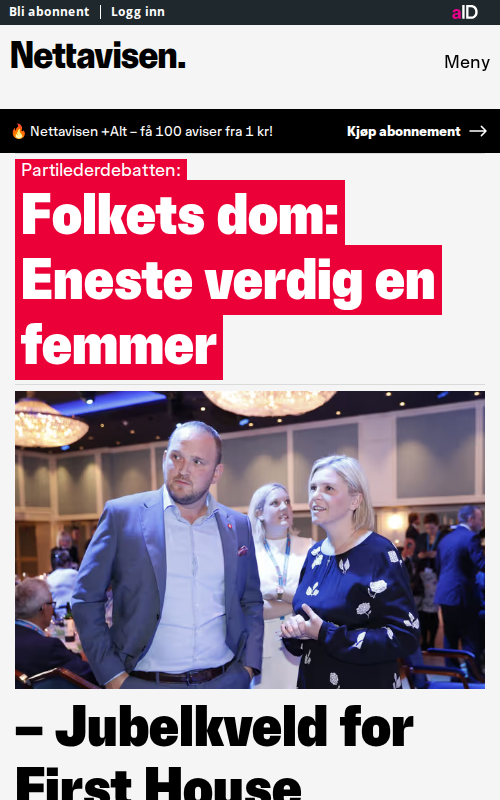 Bli abonnent | Logg inn
aID
Nettavisen.
Meny
🔥 Nettavisen +Alt – få 100 aviser fra 1 kr!
Kjøp abonnement →
Partilederdebatten:
Folkets dom:
Eneste verdig en
femmer
– Jubelkveld for
First House